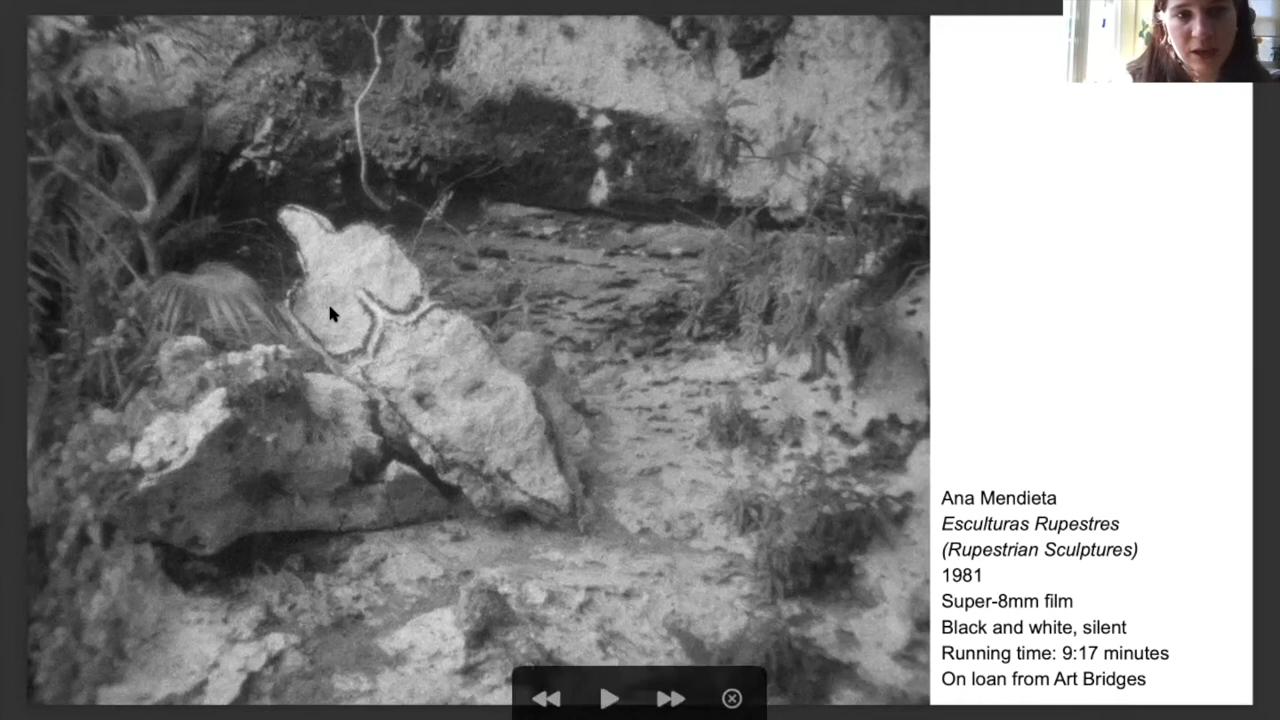 Ana Mendieta
Esculturas Rupestres
(Rupestrian Sculptures)
1981
Super-8mm film
Black and white, silent
Running time: 9:17 minutes
On loan from Art Bridges